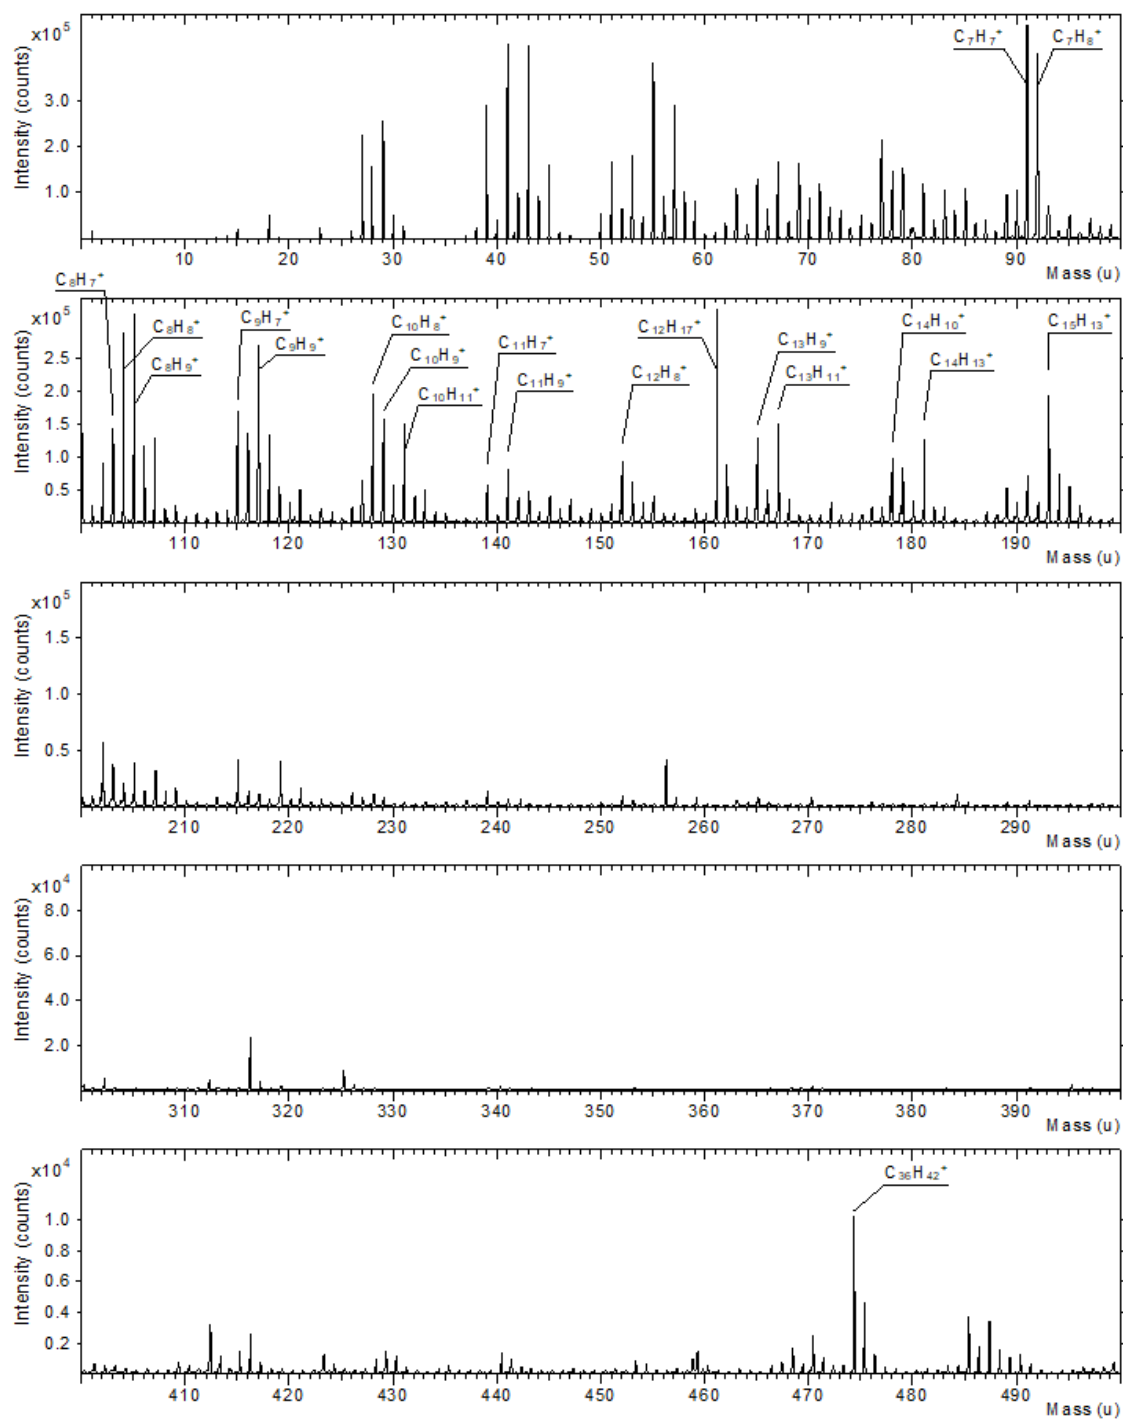 x10⁵
Intensity (counts)
3.0
2.0
1.0
C₇H₇⁺ C₇H₈⁺
10 20 30 40 50 60 70 80 90
Mass (u)
C₈H₇⁺
x10⁵
Intensity (counts)
2.5
2.0
1.5
1.0
0.5
C₈H₈⁺
C₈H₉⁺
C₉H₇⁺
C₉H₉⁺
C₁₀H₈⁺
C₁₀H₉⁺
C₁₀H₁₁⁺
C₁₁H₇⁺
C₁₁H₉⁺
C₁₂H₈⁺
C₁₂H₁₇⁺
C₁₃H₉⁺
C₁₃H₁₁⁺
C₁₄H₁₀⁺
C₁₄H₁₃⁺
C₁₅H₁₃⁺
110 120 130 140 150 160 170 180 190
Mass (u)
x10⁵
Intensity (counts)
1.5
1.0
0.5
210 220 230 240 250 260 270 280 290
Mass (u)
x10⁴
Intensity (counts)
8.0
6.0
4.0
2.0
310 320 330 340 350 360 370 380 390
Mass (u)
x10⁴
Intensity (counts)
1.0
0.8
0.6
0.4
0.2
C₃₆H₄₂⁺
410 420 430 440 450 460 470 480 490
Mass (u)